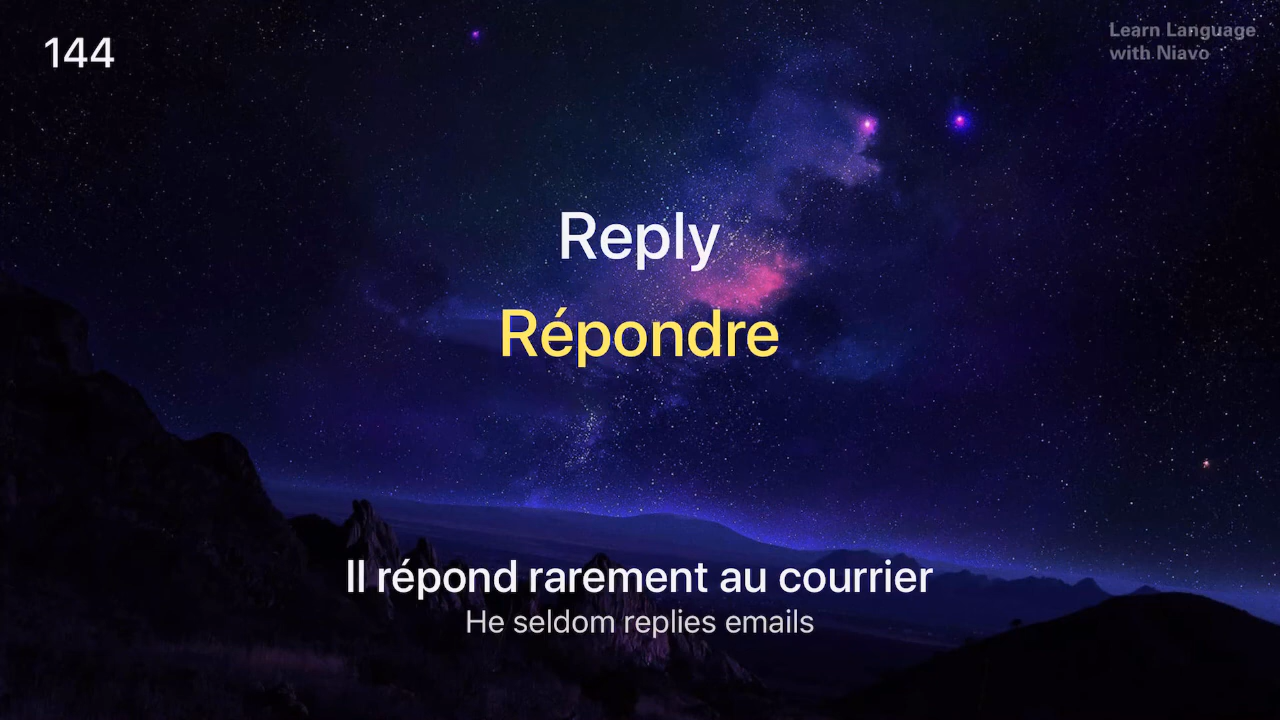 144
Learn Language
with Niavo
Reply
Répondre
Il répond rarement au courrier
He seldom replies emails